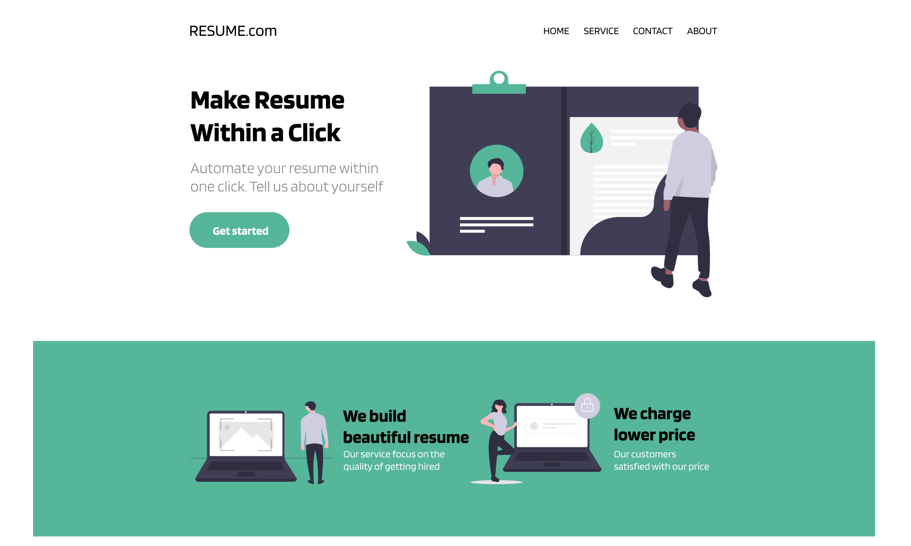 RESUME.com
HOME SERVICE CONTACT ABOUT
Make Resume
Within a Click
Automate your resume within
one click. Tell us about yourself
Get started
We build
beautiful resume
Our service focus on the
quality of getting hired
We charge
lower price
Our customers
satisfied with our price